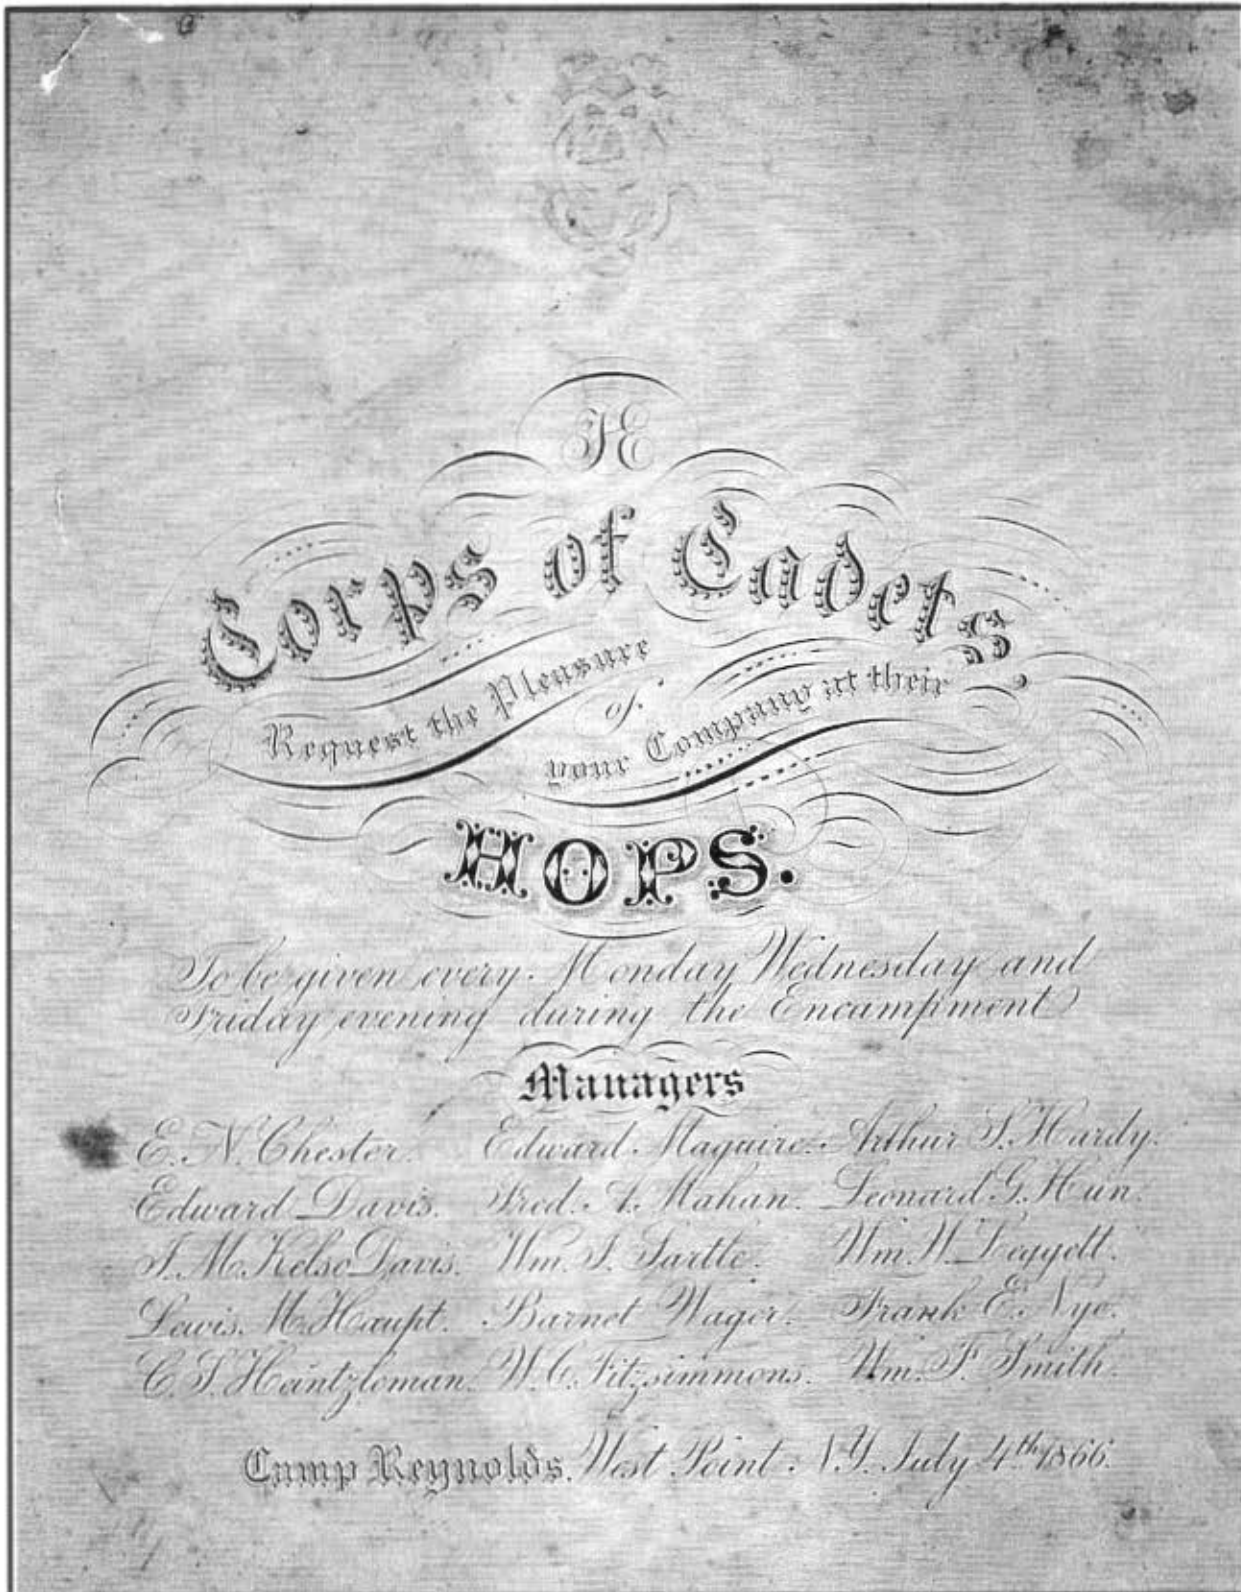 THE
Corps of Cadets,
Request the Pleasure
of
your Company at their
HOPS.
To be given every Monday Wednesday and
Friday evening during the Encampment
Managers
E. N. Chester. Edward Maguire. Arthur S. Hardy.
Edward Davis. Fred. A. Mahan. Leonard G. Hun.
J. M. Kelso Davis. Wm. J. Wm. W. Leggett.
Lewis M. Haupt. Barnet Wager. Frank E. Nye.
C. S. Heintzleman. W. C. Fitzsimmons. Wm. F. Smith.
Camp Reynolds. West Point N.Y. July 4th 1866.